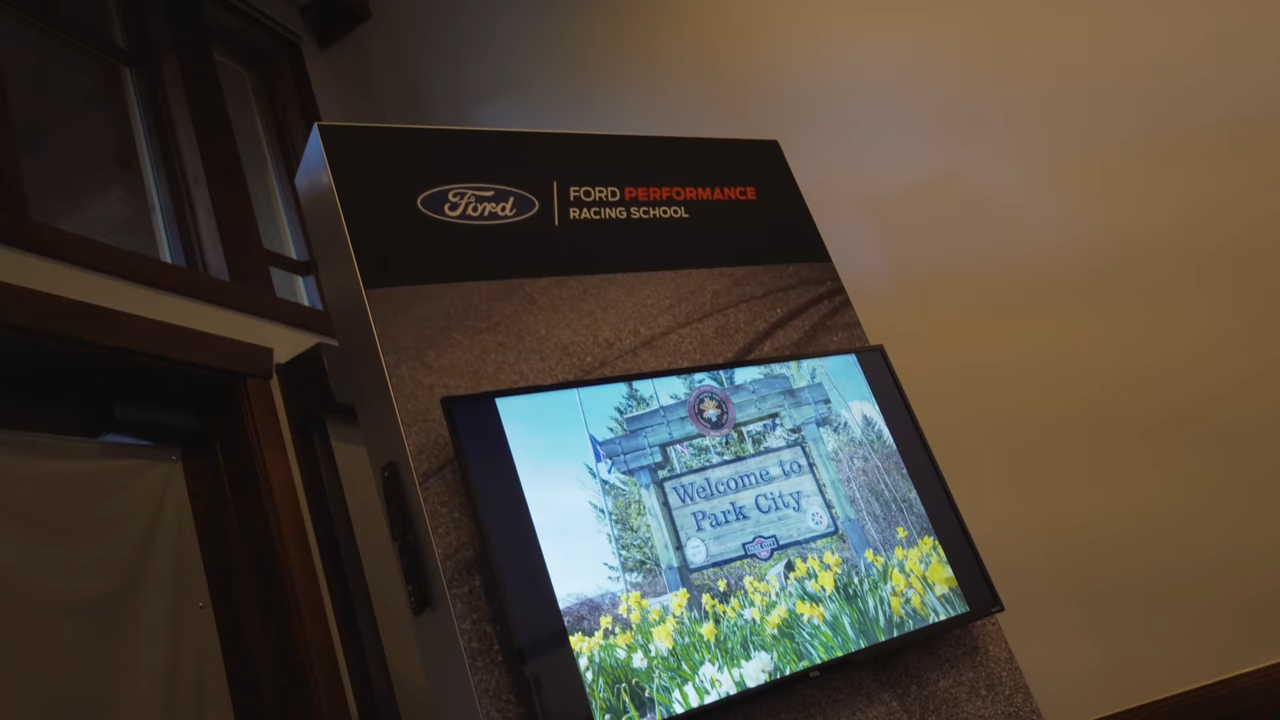 Ford
FORD PERFORMANCE
RACING SCHOOL
Welcome to
Park City